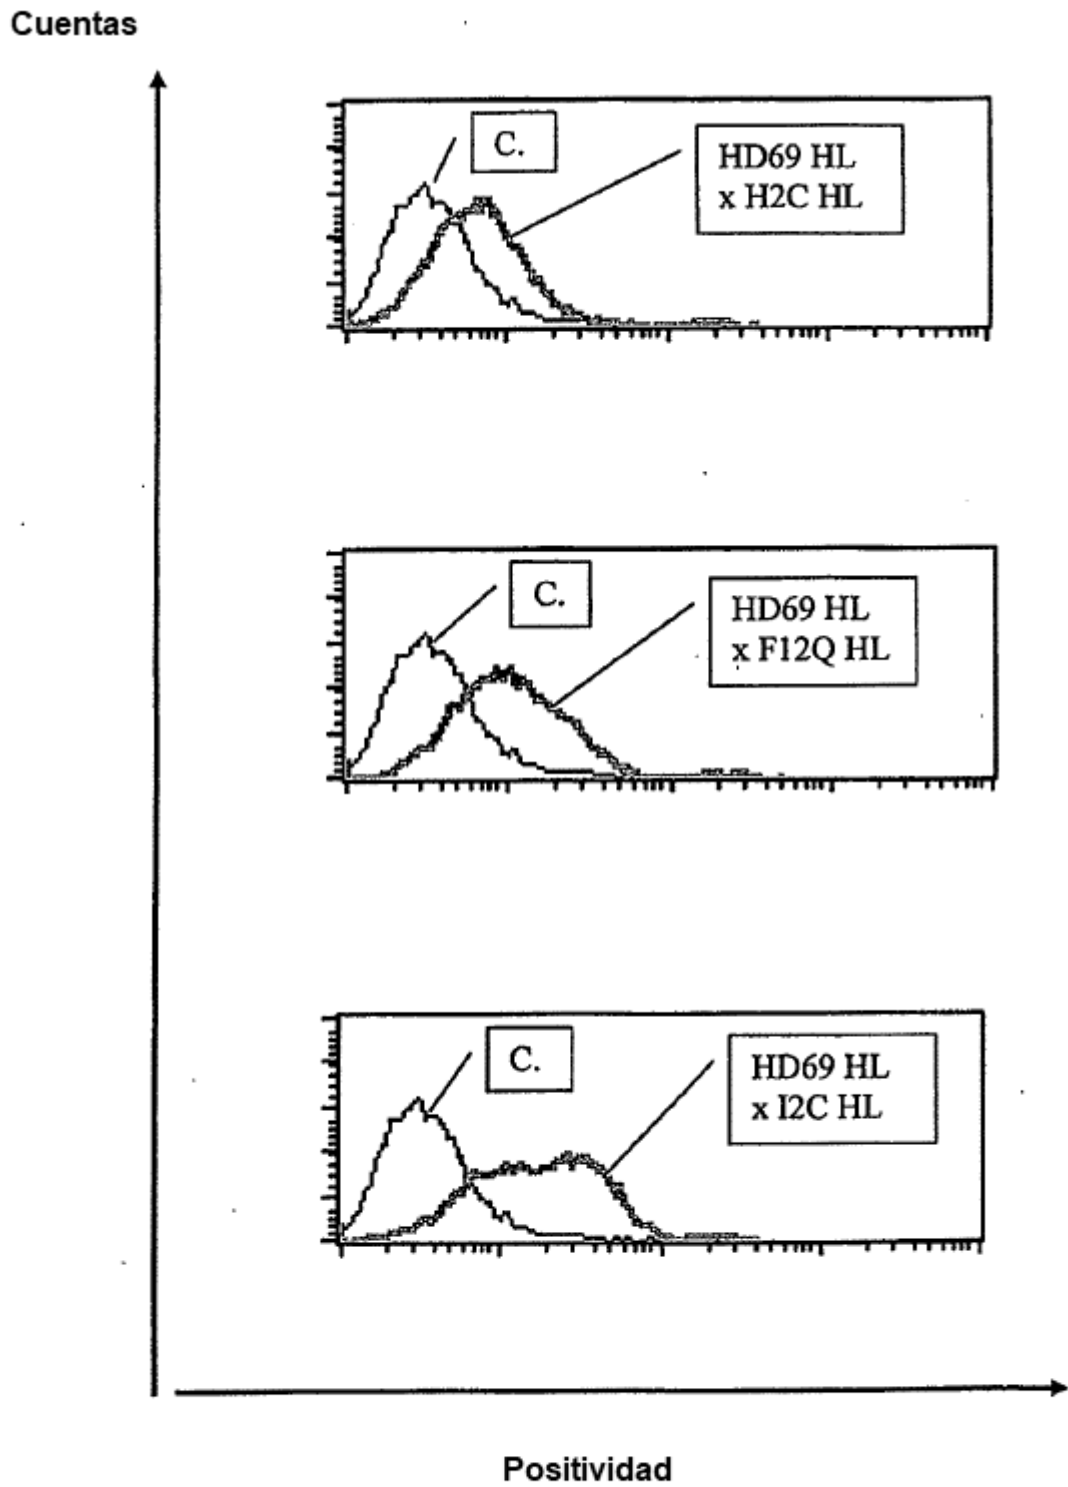 Cuentas
C.
HD69 HL
x H2C HL
C.
HD69 HL
x F12Q HL
C.
HD69 HL
x I2C HL
Positividad